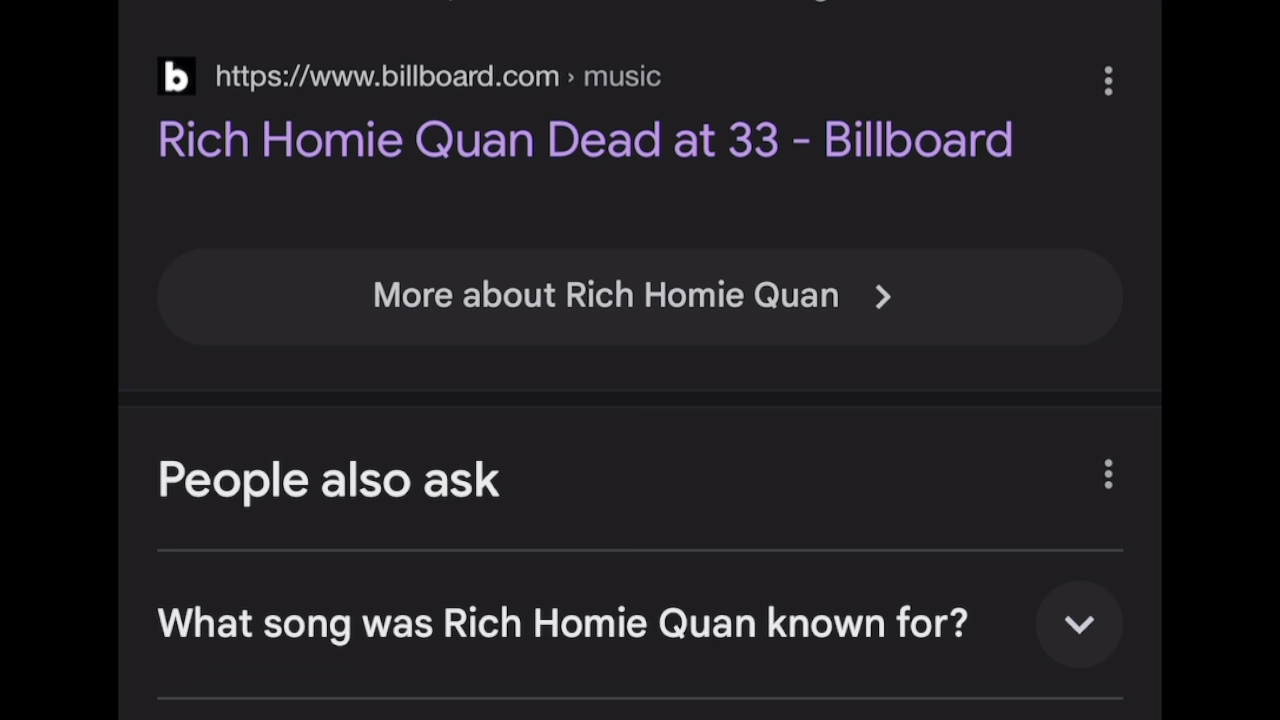 b https://www.billboard.com › music
Rich Homie Quan Dead at 33 - Billboard
More about Rich Homie Quan
People also ask
What song was Rich Homie Quan known for?